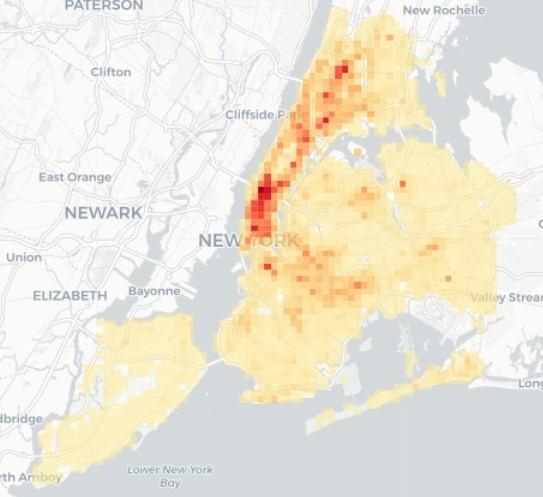 PATERSON
New Rochelle
Clifton
Cliffside P
East Orange
NEWARK
NEW YORK
Union
ELIZABETH
Bayonne
Valley Strea
Long
dbridge
rth Amboy
Lower New York
Bay